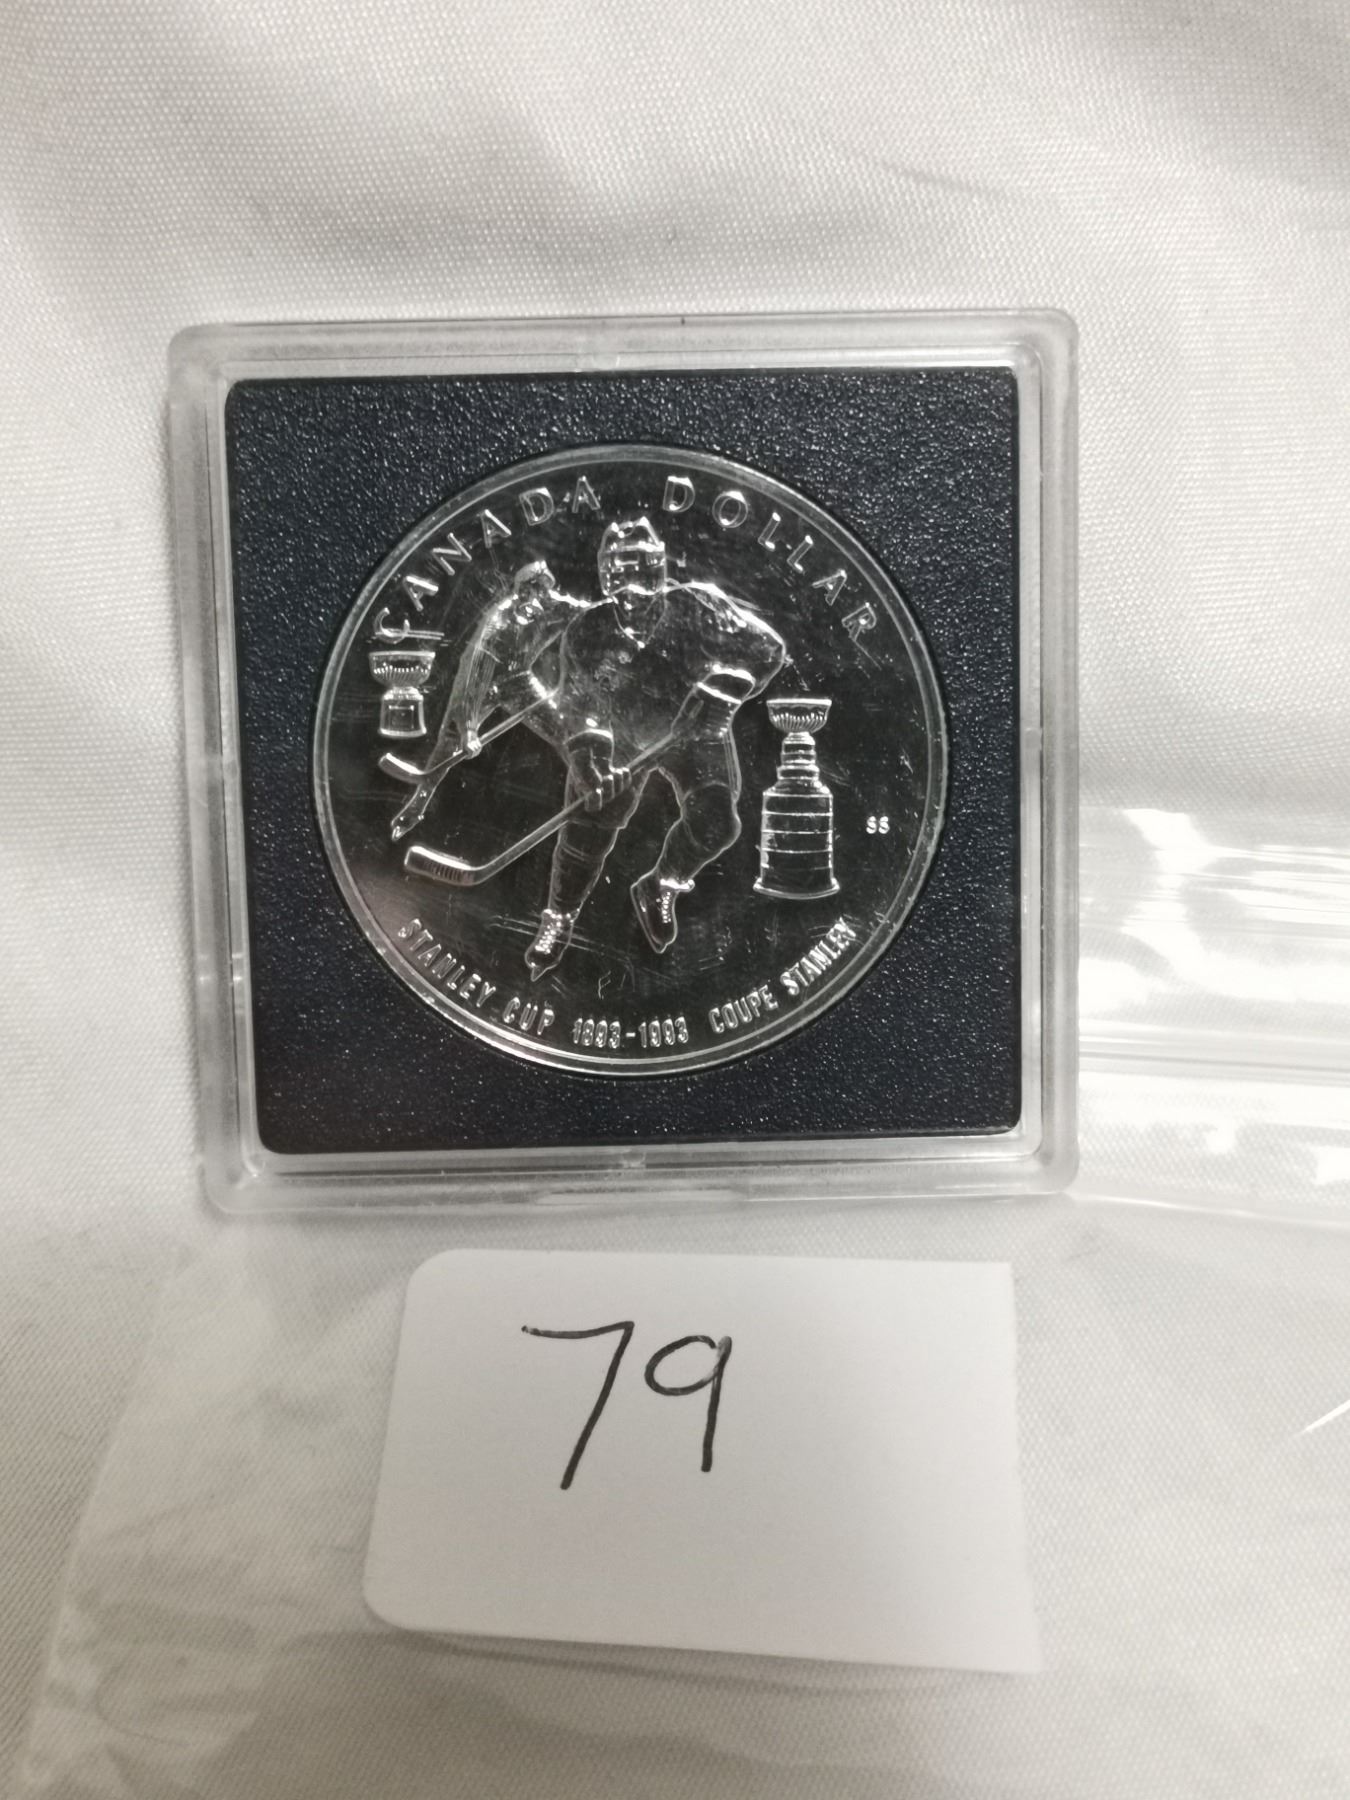 CANADA DOLLAR
SS
STANLEY CUP 1893-1993 COUPE STANLEY
79